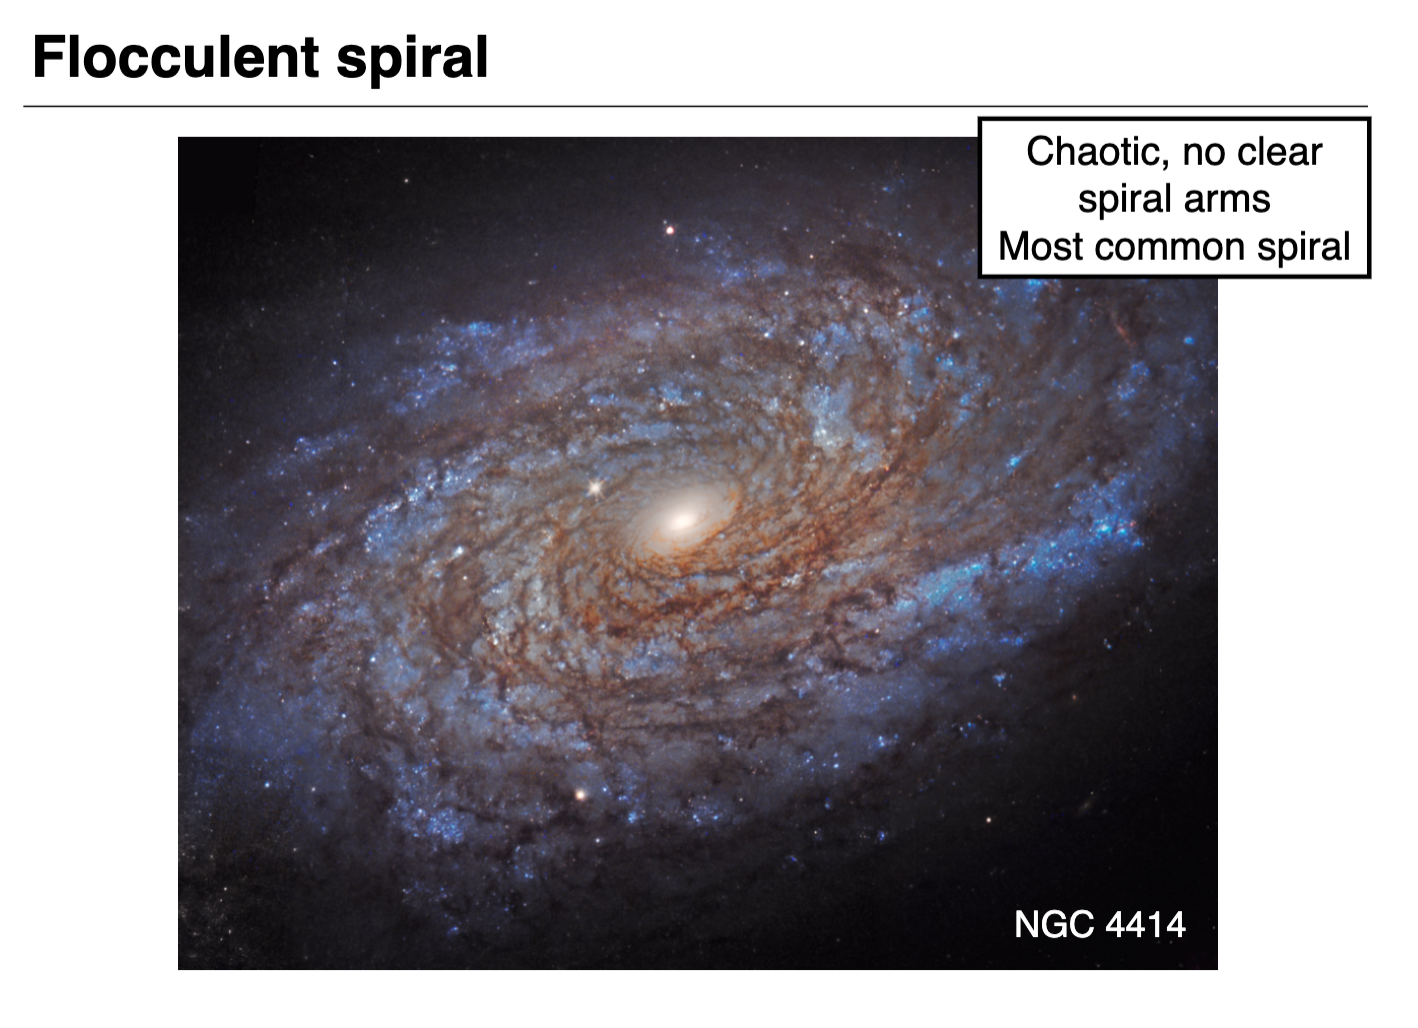 Flocculent spiral
Chaotic, no clear
spiral arms
Most common spiral
NGC 4414